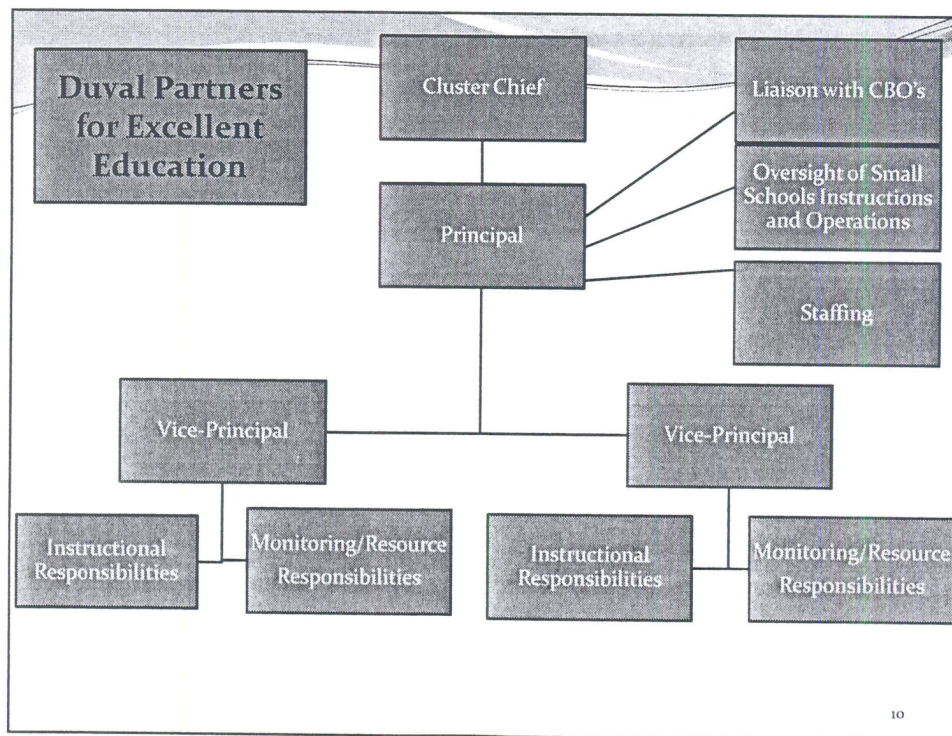 Duval Partners
for Excellent
Education
Cluster Chief
Liaison with CBO's
Oversight of Small
Schools Instructions
and Operations
Principal
Staffing
Vice-Principal
Vice-Principal
Instructional
Responsibilities
Monitoring/Resource
Responsibilities
Instructional
Responsibilities
Monitoring/Resource
Responsibilities
10